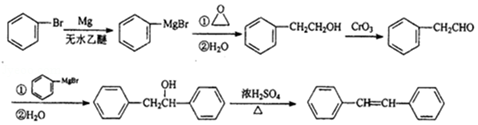 Br Mg 无水乙醚 MgBr ① O ②H₂O CH₂CH₂OH CrO₃ CH₂CHO
① MgBr ②H₂O OH CH₂CH 浓H₂SO₄ △ CH=CH